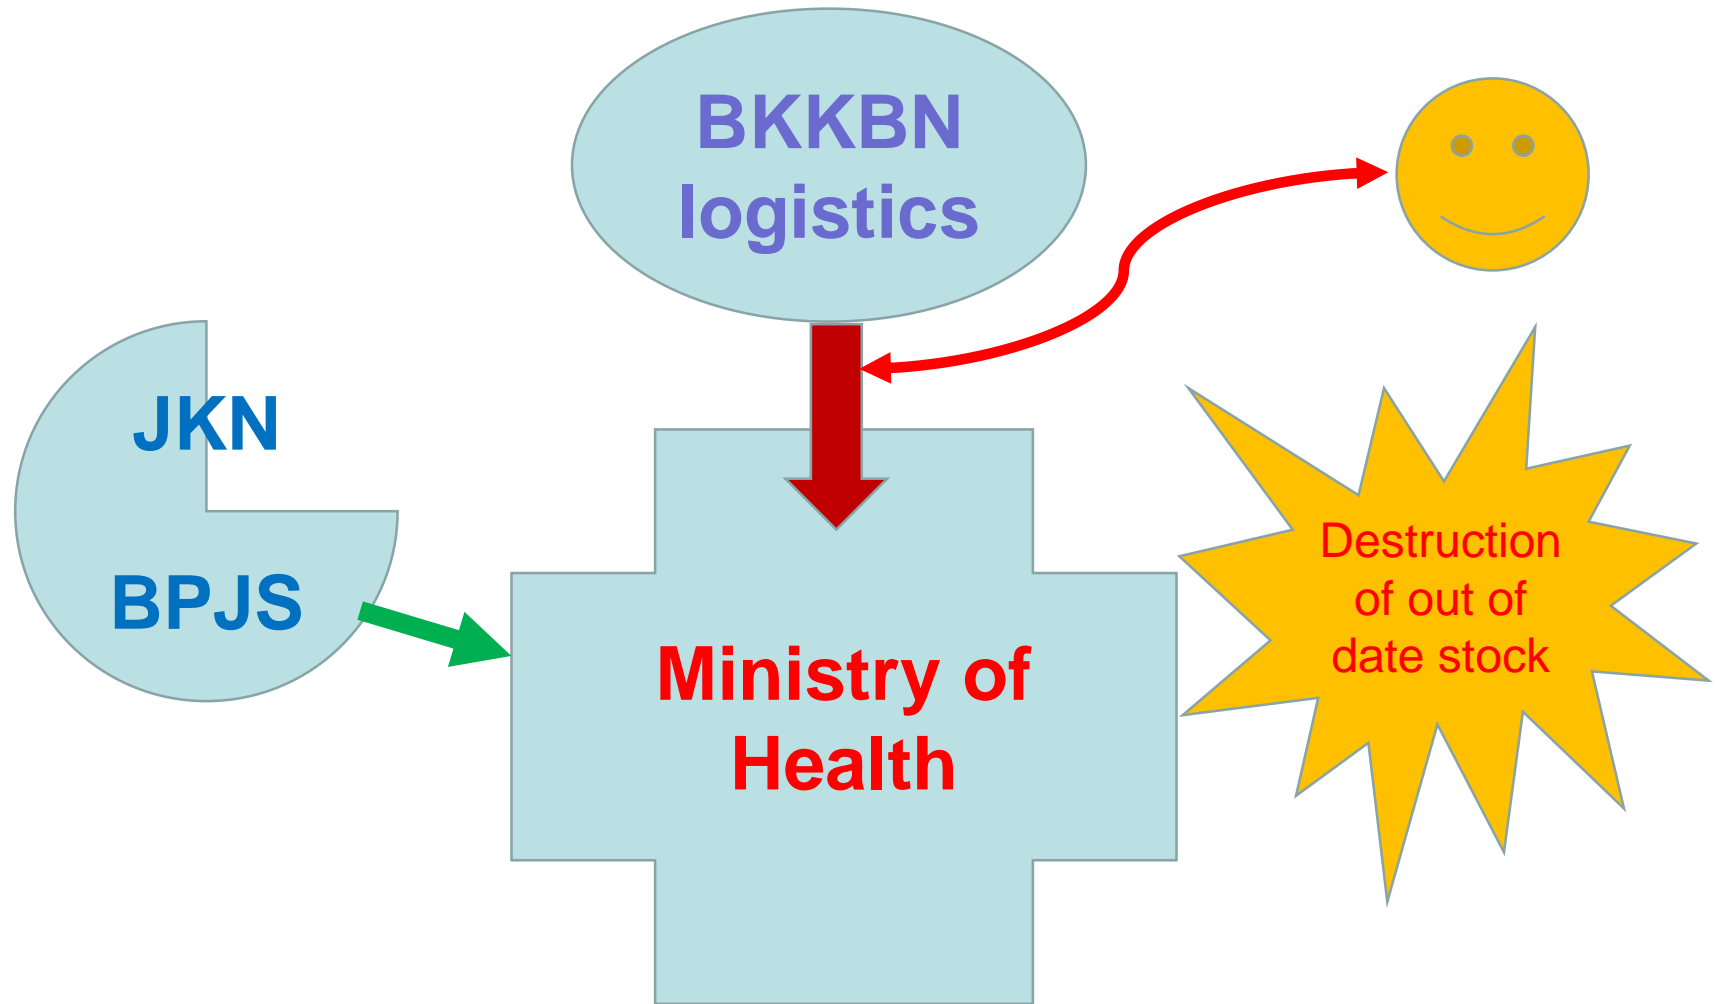 BKKBN
logistics
JKN
BPJS
Ministry of
Health
Destruction
of out of
date stock